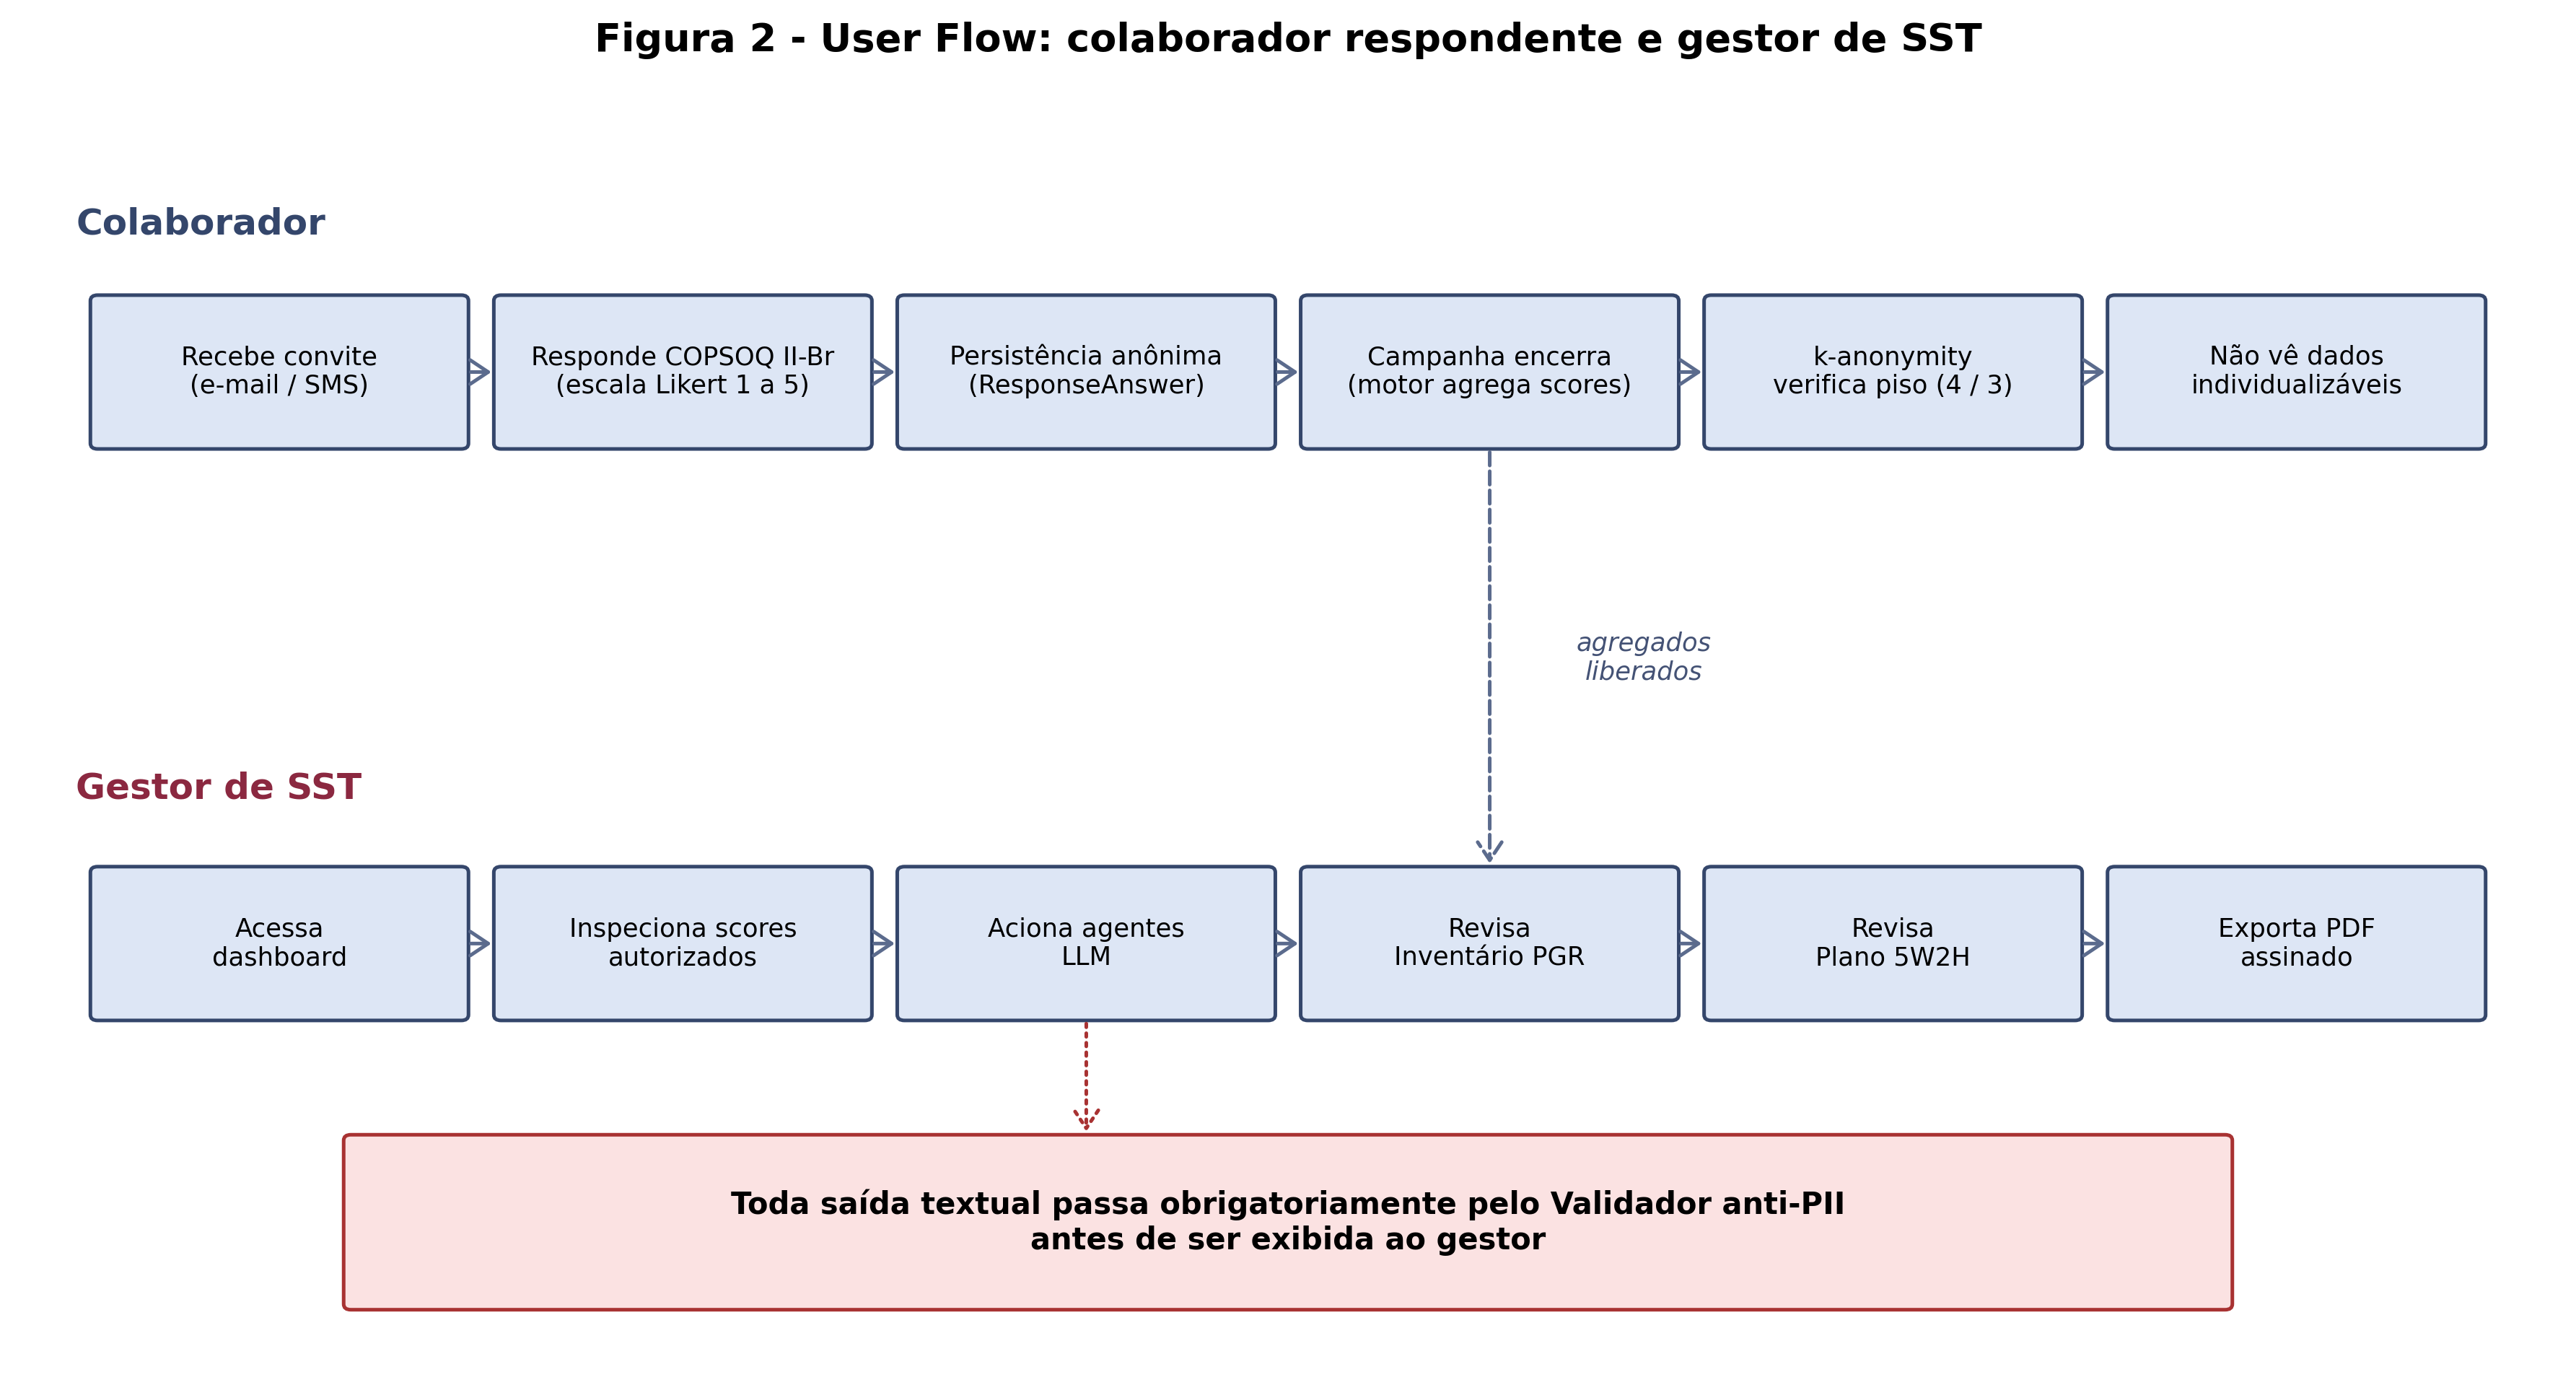 Figura 2 - User Flow: colaborador respondente e gestor de SST
Colaborador
Recebe convite
(e-mail / SMS)
Responde COPSOQ II-Br
(escala Likert 1 a 5)
Persistência anônima
(ResponseAnswer)
Campanha encerra
(motor agrega scores)
k-anonymity
verifica piso (4 / 3)
Não vê dados
individualizáveis
agregados
liberados
Gestor de SST
Acessa
dashboard
Inspeciona scores
autorizados
Aciona agentes
LLM
Revisa
Inventário PGR
Revisa
Plano 5W2H
Exporta PDF
assinado
Toda saída textual passa obrigatoriamente pelo Validador anti-PII
antes de ser exibida ao gestor